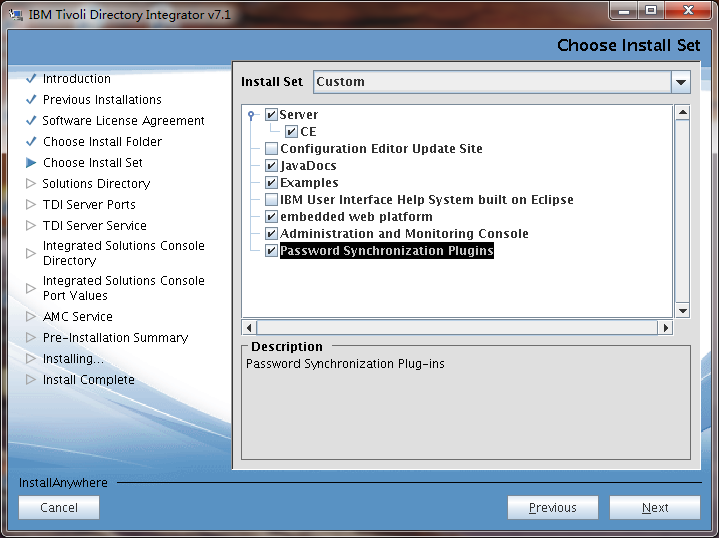 IBM Tivoli Directory Integrator v7.1
Choose Install Set
Introduction
Previous Installations
Software License Agreement
Choose Install Folder
Choose Install Set
Solutions Directory
TDI Server Ports
TDI Server Service
Integrated Solutions Console
Directory
Integrated Solutions Console
Port Values
AMC Service
Pre-Installation Summary
Installing...
Install Complete
Install Set
Custom
Server
CE
Configuration Editor Update Site
JavaDocs
Examples
IBM User Interface Help System built on Eclipse
embedded web platform
Administration and Monitoring Console
Password Synchronization Plugins
Description
Password Synchronization Plug-ins
InstallAnywhere
Cancel
Previous
Next